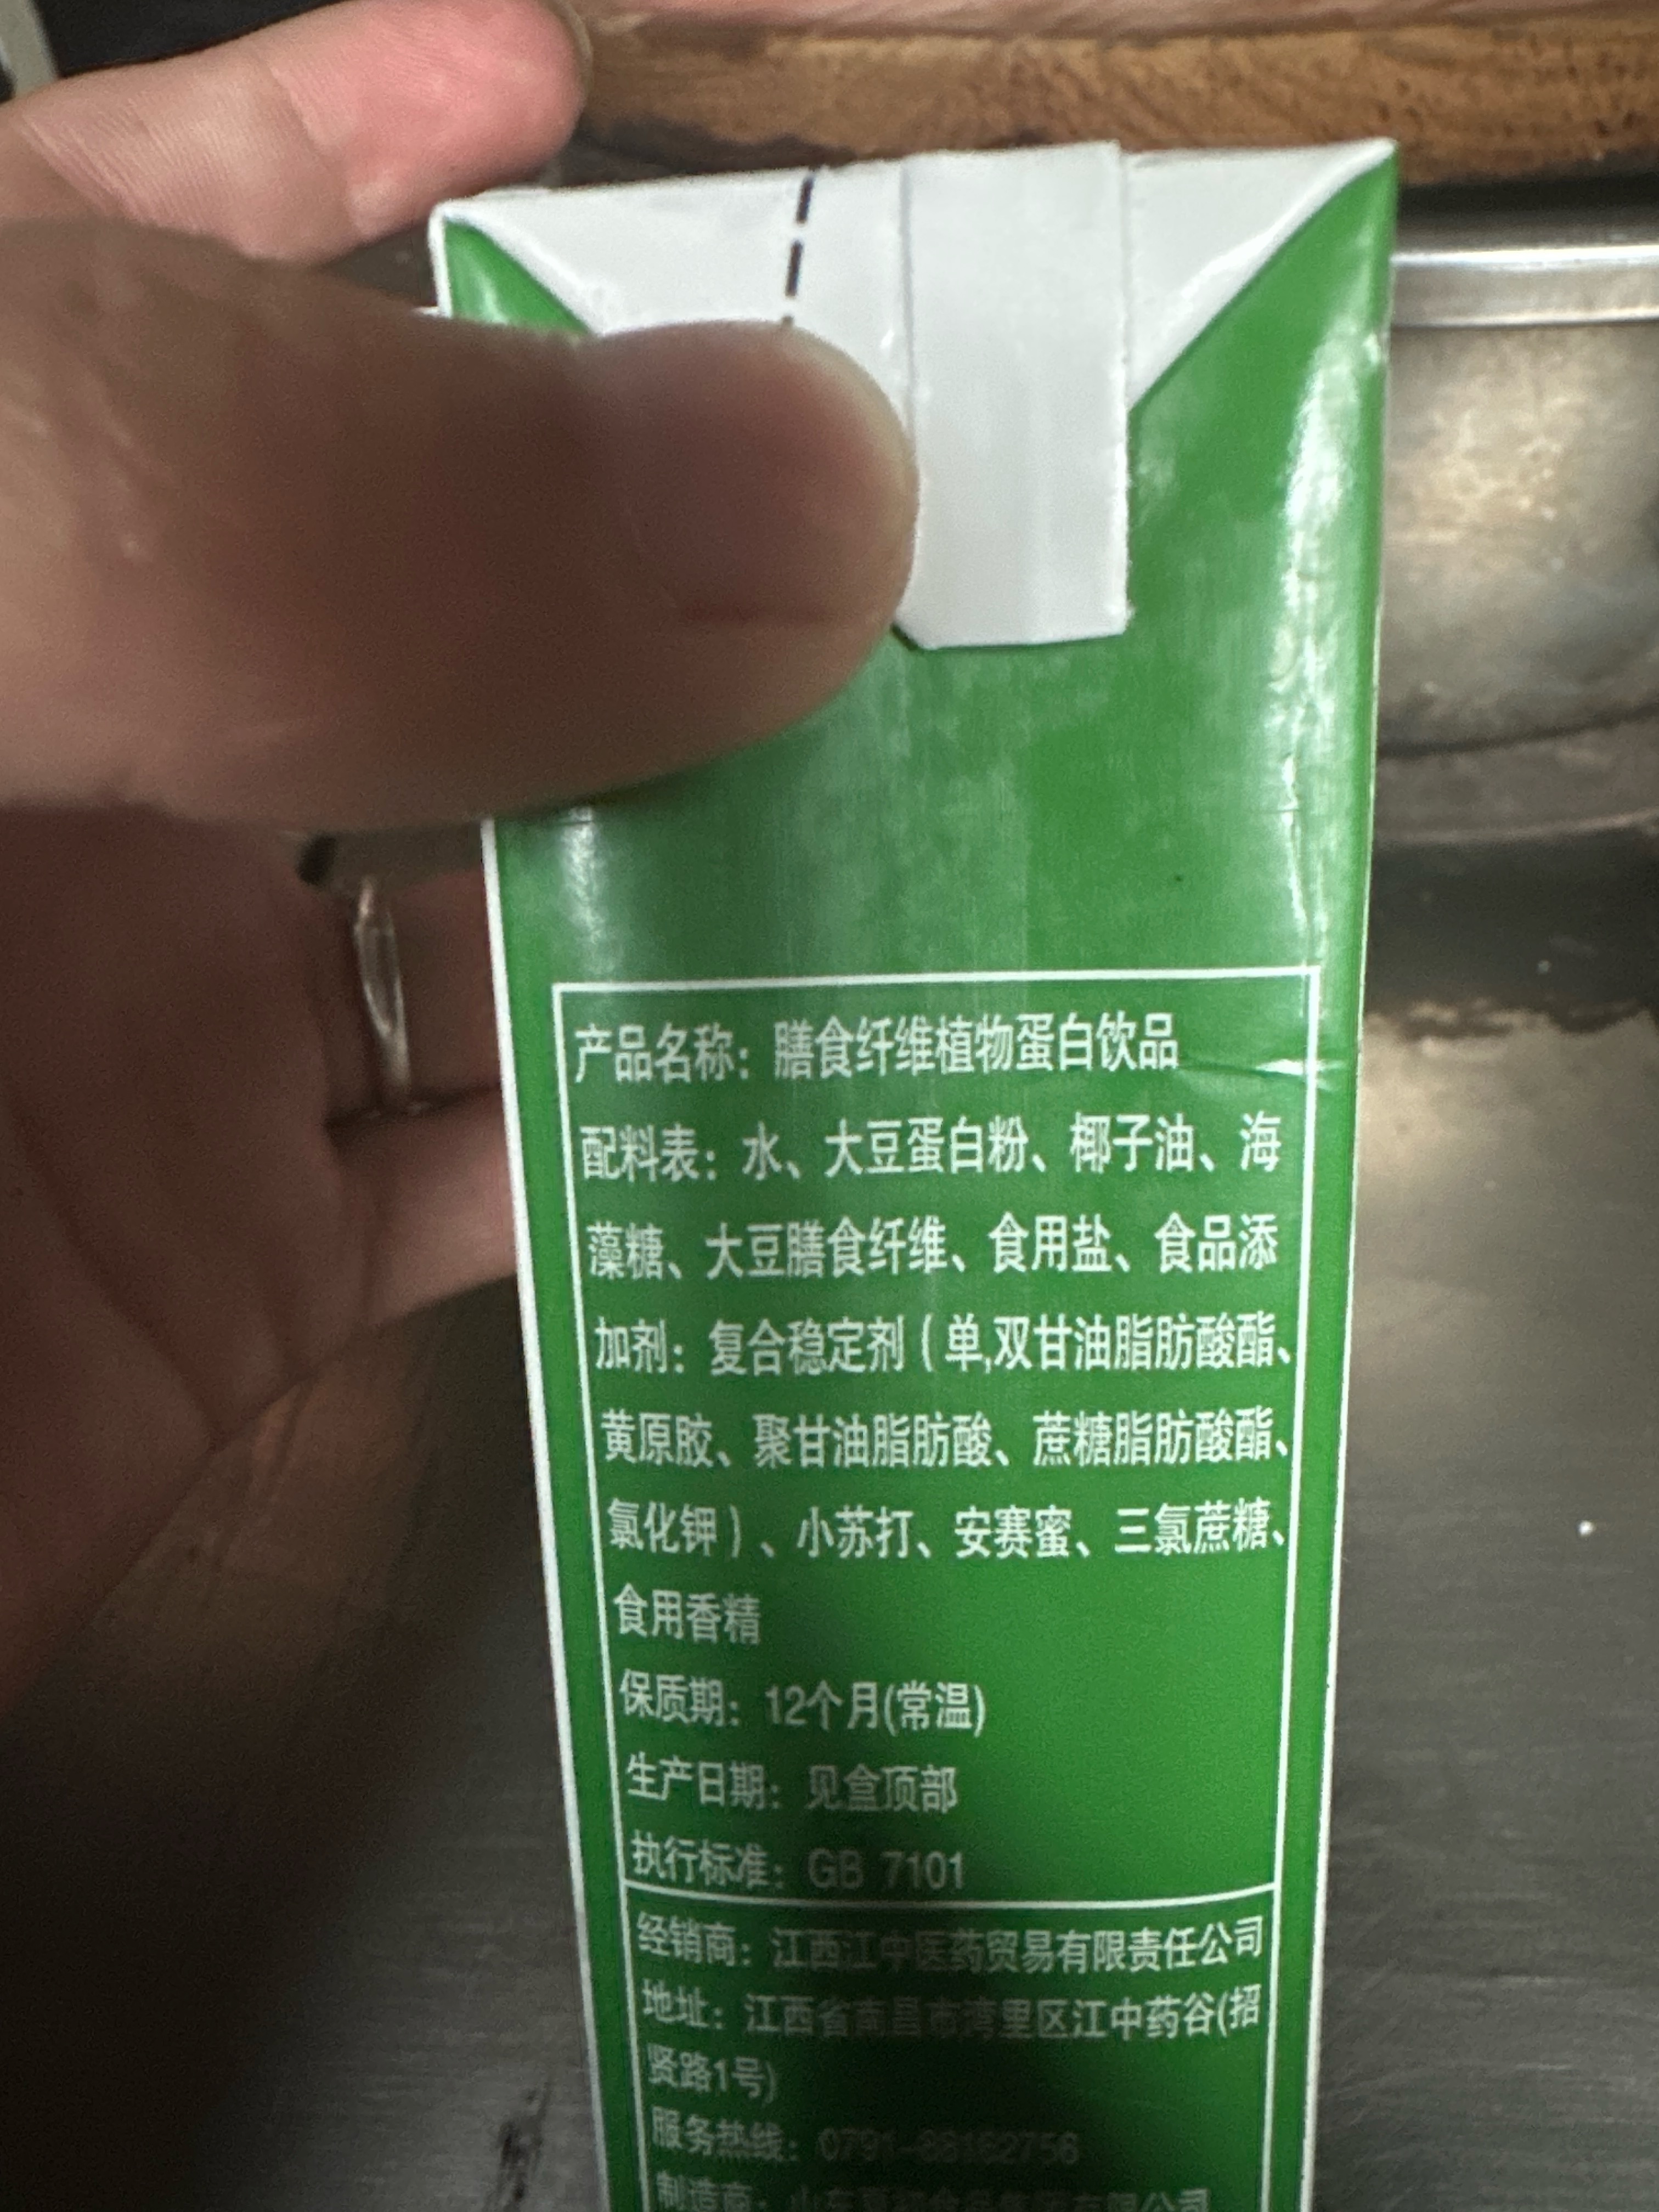 产品名称：膳食纤维植物蛋白饮品
配料表：水、大豆蛋白粉、椰子油、海
藻糖、大豆膳食纤维、食用盐、食品添
加剂：复合稳定剂（单,双甘油脂肪酸酯、
黄原胶、聚甘油脂肪酸、蔗糖脂肪酸酯、
氯化钾）、小苏打、安赛蜜、三氯蔗糖、
食用香精
保质期：12个月(常温)
生产日期：见盒顶部
执行标准：GB 7101
经销商：江西江中医药贸易有限责任公司
地址：江西省南昌市湾里区江中药谷(招
贤路1号)
服务热线：0791-88162756
制造商：山东